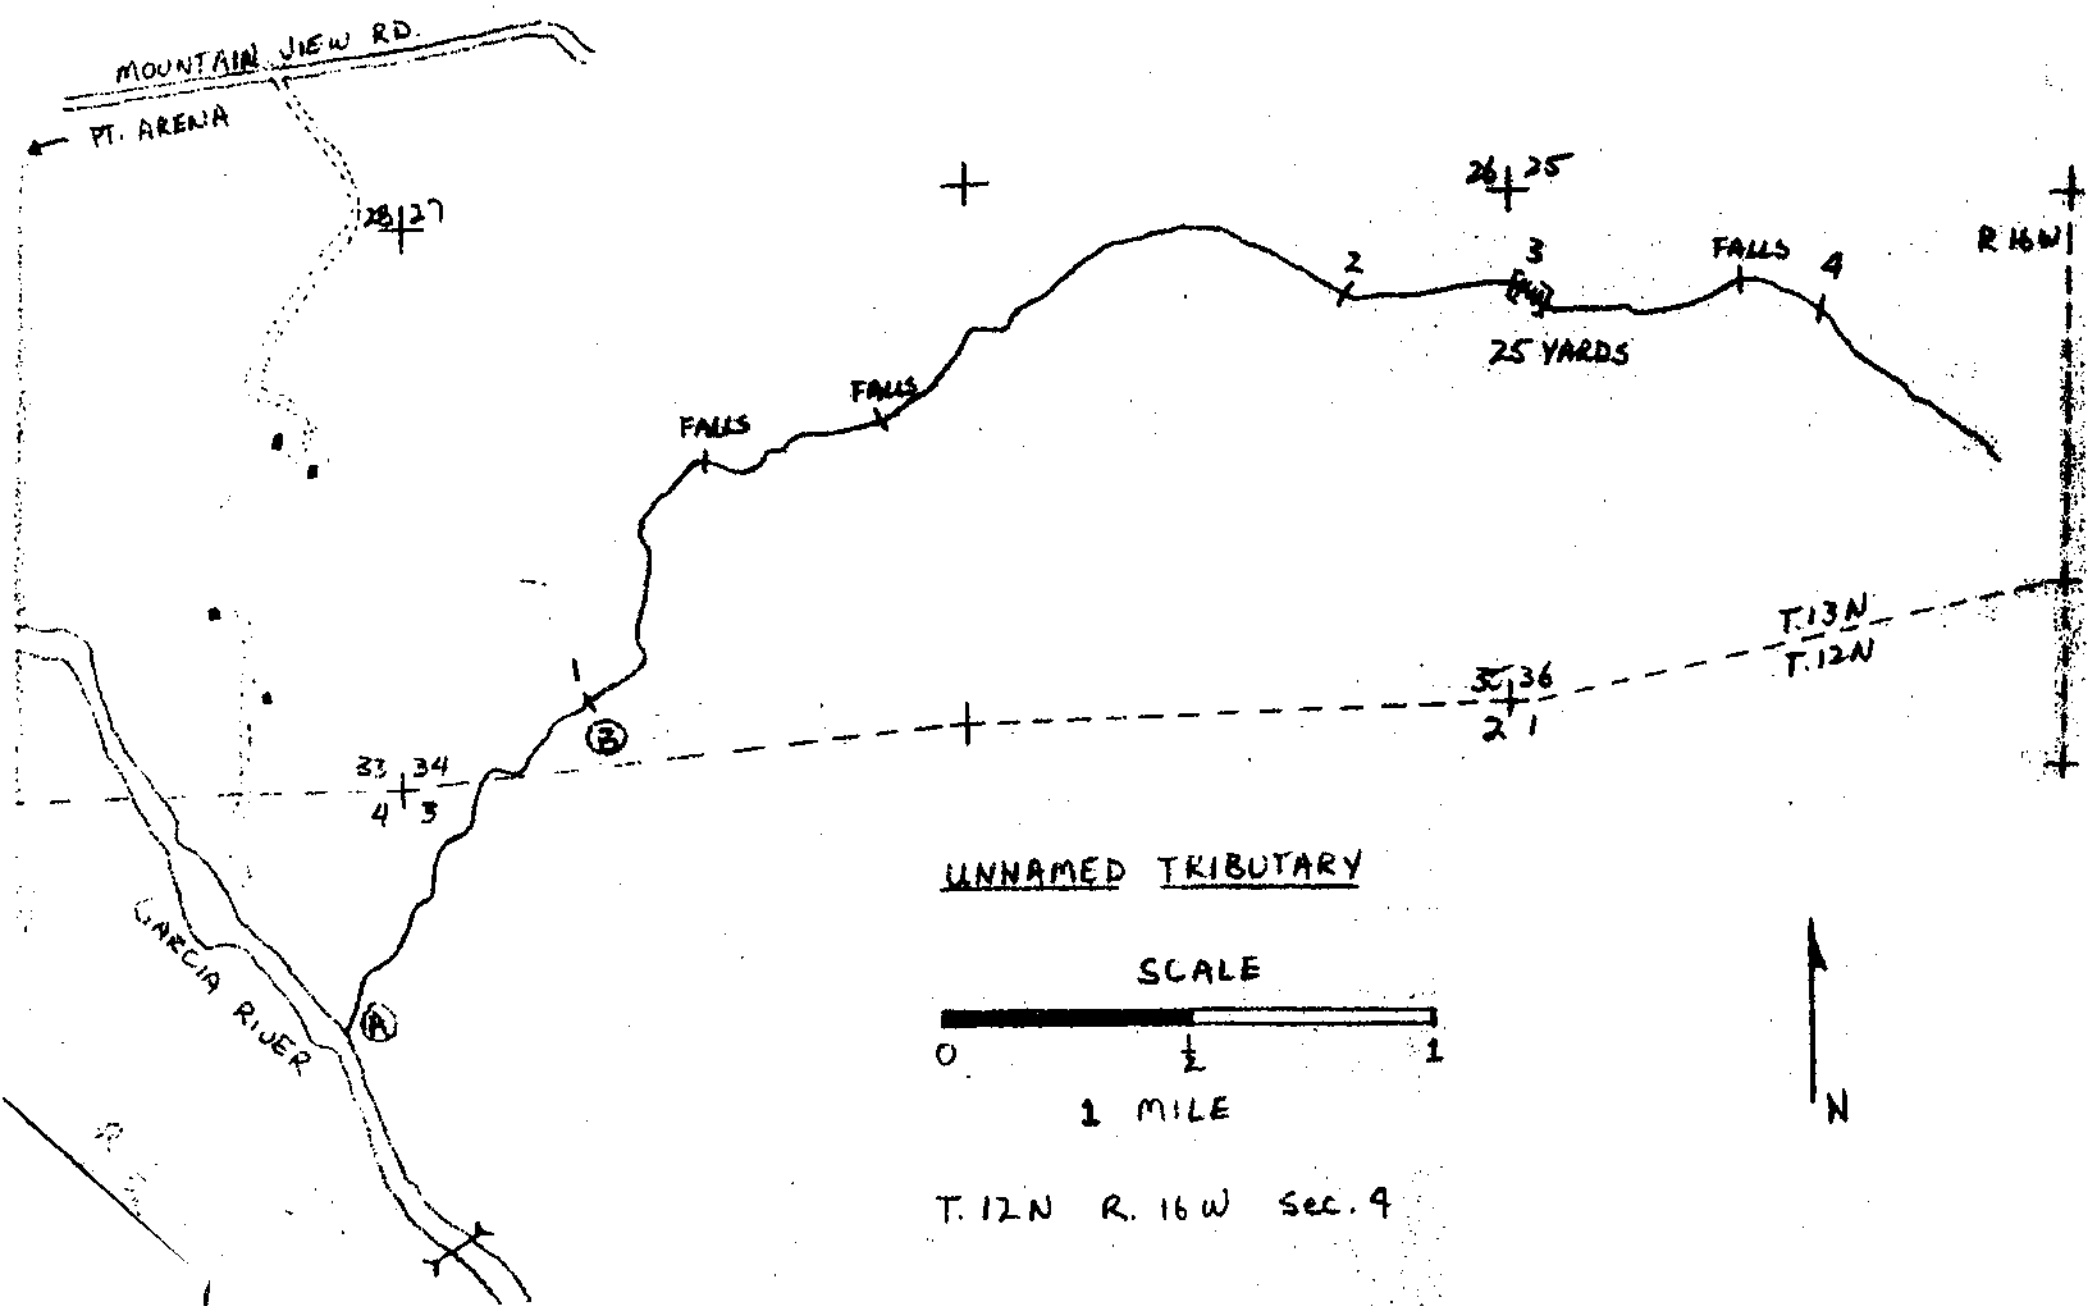 MOUNTAIN VIEW RD.
PT. ARENA
28 27
26 25
R 16 W
2
3
FALLS
4
25 YARDS
FALLS
FALLS
1
B
T. 13 N
T. 12 N
35 36
2 1
33 34
4 3
UNNAMED TRIBUTARY
GARCIA RIVER
A
SCALE
0 ½ 1
1 MILE
N
T. 12 N R. 16 W Sec. 4